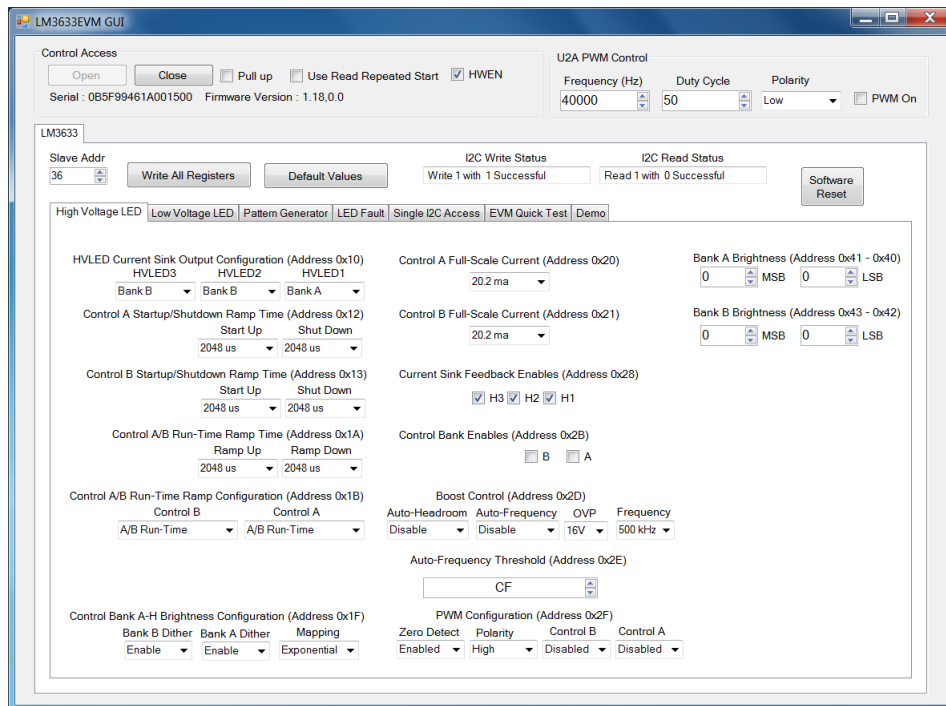 LM3633EVM GUI
Control Access
Open Close Pull up Use Read Repeated Start HWEN
Serial : 0B5F99461A001500 Firmware Version : 1.18,0.0
U2A PWM Control
Frequency (Hz) Duty Cycle Polarity
40000 50 Low PWM On
LM3633
Slave Addr I2C Write Status I2C Read Status
36 Write All Registers Default Values Write 1 with 1 Successful Read 1 with 0 Successful Software
Reset
High Voltage LED Low Voltage LED Pattern Generator LED Fault Single I2C Access EVM Quick Test Demo
HVLED Current Sink Output Configuration (Address 0x10)
HVLED3 HVLED2 HVLED1
Bank B Bank B Bank A
Control A Startup/Shutdown Ramp Time (Address 0x12)
Start Up Shut Down
2048 us 2048 us
Control B Startup/Shutdown Ramp Time (Address 0x13)
Start Up Shut Down
2048 us 2048 us
Control A/B Run-Time Ramp Time (Address 0x1A)
Ramp Up Ramp Down
2048 us 2048 us
Control A/B Run-Time Ramp Configuration (Address 0x1B)
Control B Control A
A/B Run-Time A/B Run-Time
Control Bank A-H Brightness Configuration (Address 0x1F)
Bank B Dither Bank A Dither Mapping
Enable Enable Exponential
Control A Full-Scale Current (Address 0x20)
20.2 ma
Control B Full-Scale Current (Address 0x21)
20.2 ma
Current Sink Feedback Enables (Address 0x28)
H3 H2 H1
Control Bank Enables (Address 0x2B)
B A
Boost Control (Address 0x2D)
Auto-Headroom Auto-Frequency OVP Frequency
Disable Disable 16V 500 kHz
Auto-Frequency Threshold (Address 0x2E)
CF
PWM Configuration (Address 0x2F)
Zero Detect Polarity Control B Control A
Enabled High Disabled Disabled
Bank A Brightness (Address 0x41 - 0x40)
0 MSB 0 LSB
Bank B Brightness (Address 0x43 - 0x42)
0 MSB 0 LSB